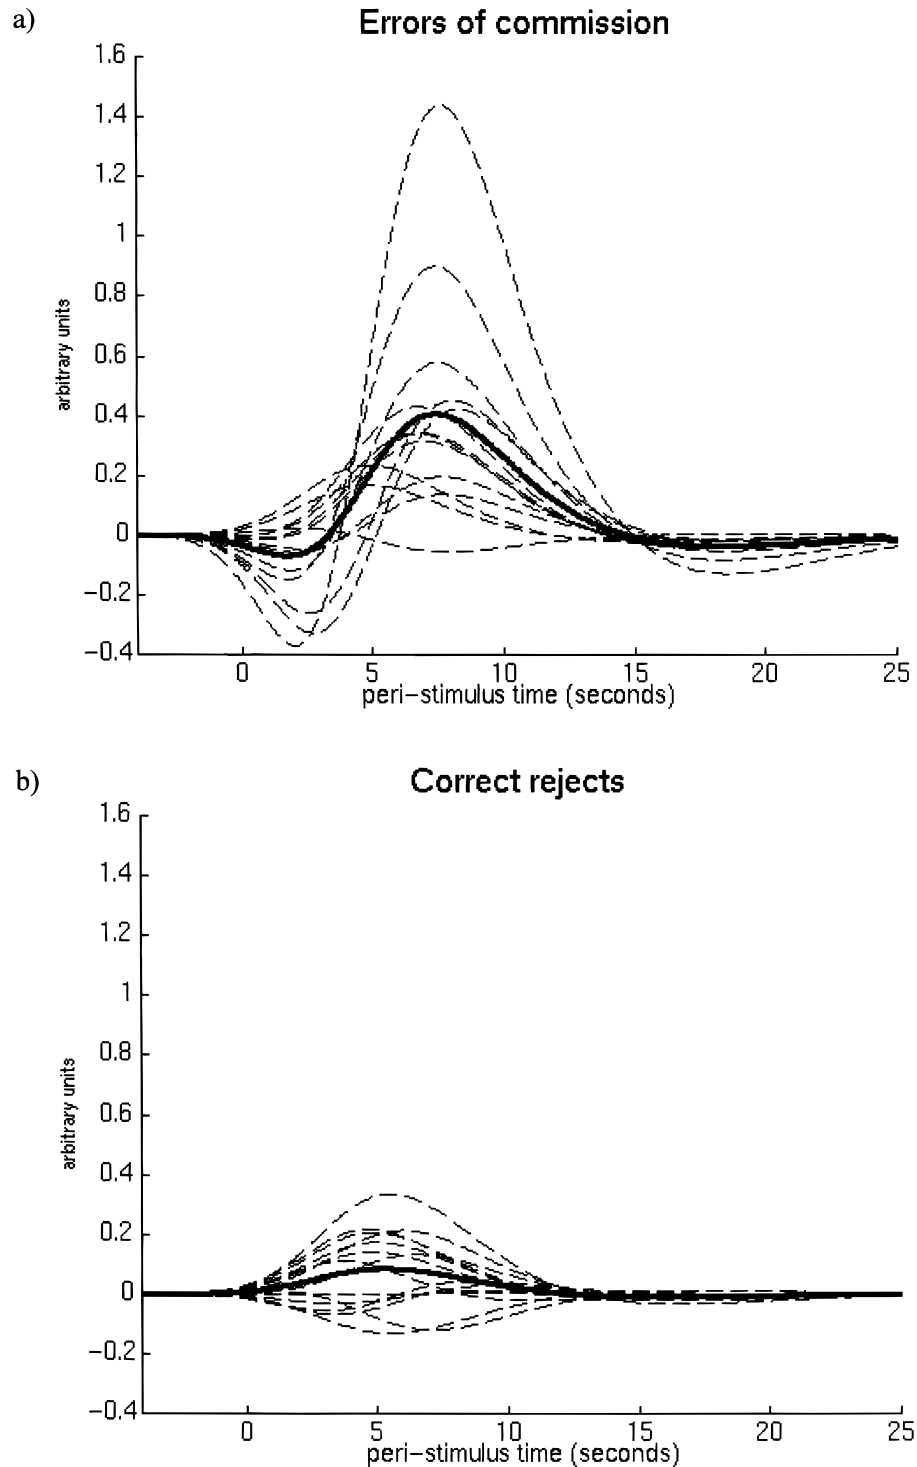 a)
Errors of commission
1.6
1.4
1.2
1
0.8
0.6
0.4
0.2
0
−0.2
−0.4
arbitrary units
0 5 10 15 20 25
peri−stimulus time (seconds)
b)
Correct rejects
1.6
1.4
1.2
1
0.8
0.6
0.4
0.2
0
−0.2
−0.4
arbitrary units
0 5 10 15 20 25
peri−stimulus time (seconds)